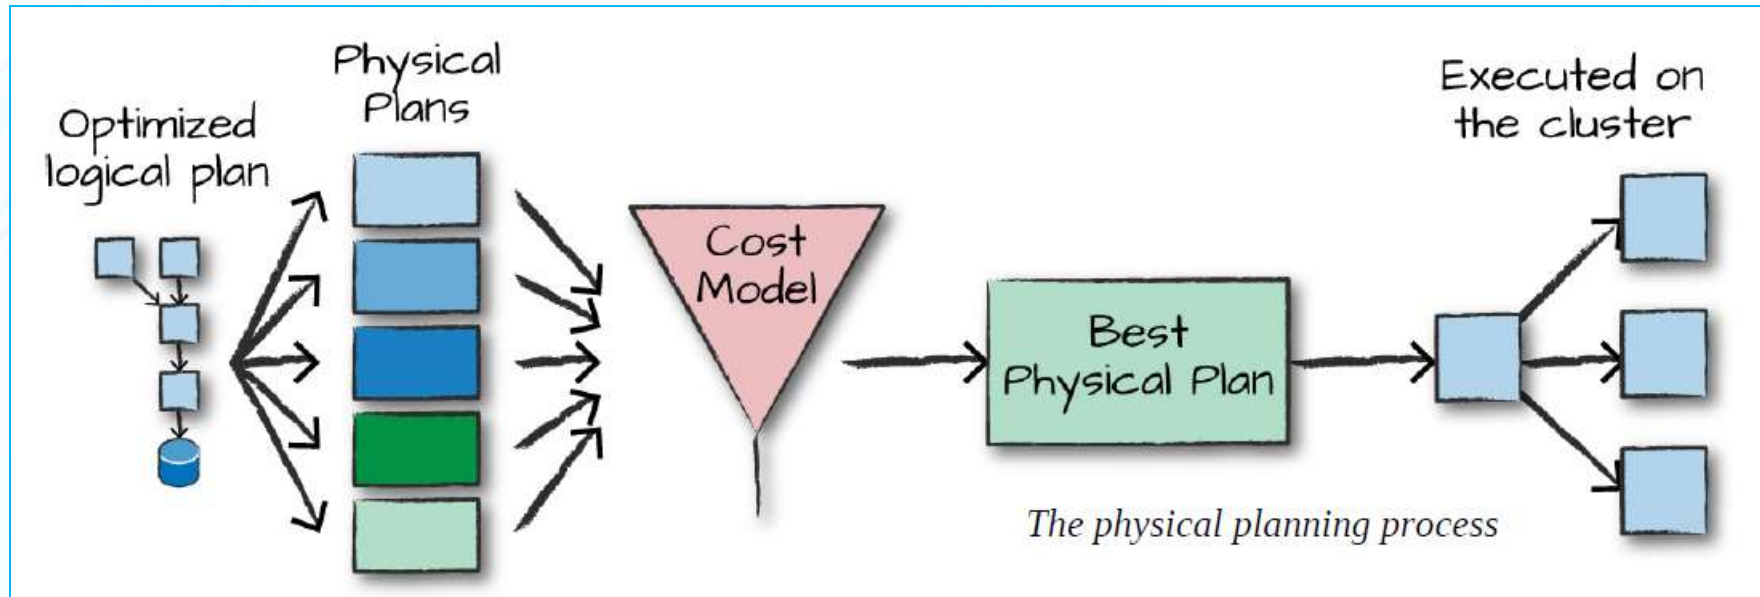 Optimized
logical plan
Physical
Plans
Cost
Model
Best
Physical Plan
Executed on
the cluster
The physical planning process